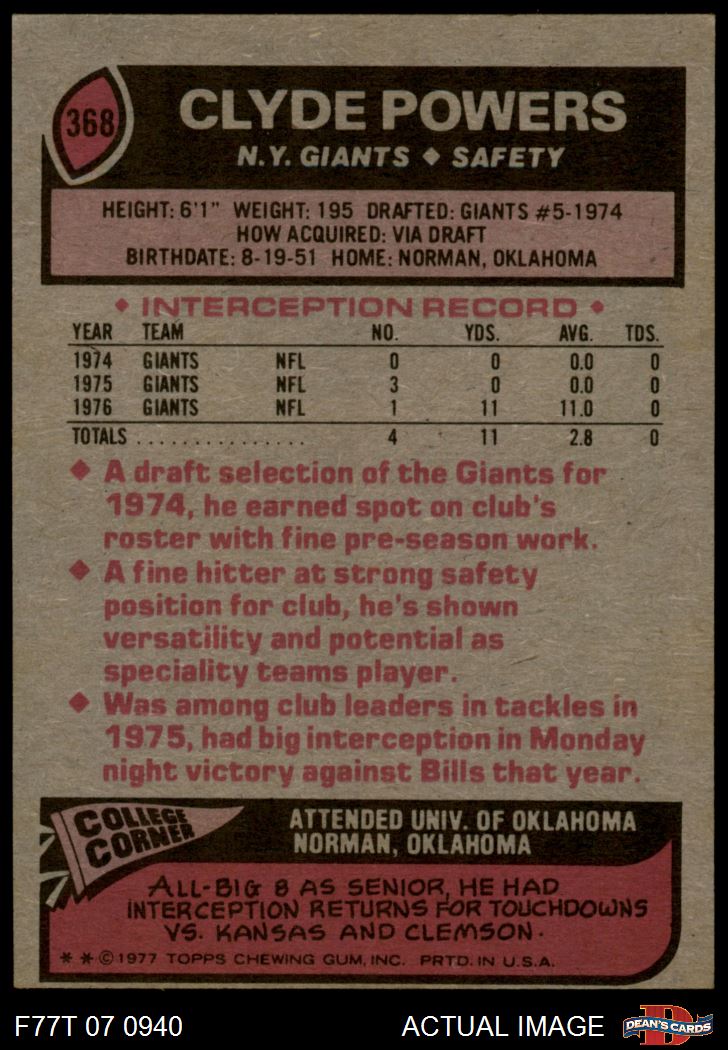 368
CLYDE POWERS
N.Y. GIANTS ◆ SAFETY
HEIGHT: 6'1" WEIGHT: 195 DRAFTED: GIANTS #5-1974
HOW ACQUIRED: VIA DRAFT
BIRTHDATE: 8-19-51 HOME: NORMAN, OKLAHOMA
◆ INTERCEPTION RECORD ◆
YEAR TEAM NO. YDS. AVG. TDS.
1974 GIANTS NFL 0 0 0.0 0
1975 GIANTS NFL 3 0 0.0 0
1976 GIANTS NFL 1 11 11.0 0
TOTALS ................ 4 11 2.8 0
◆ A draft selection of the Giants for
1974, he earned spot on club's
roster with fine pre-season work.
◆ A fine hitter at strong safety
position for club, he's shown
versatility and potential as
speciality teams player.
◆ Was among club leaders in tackles in
1975, had big interception in Monday
night victory against Bills that year.
COLLEGE
CORNER
ATTENDED UNIV. OF OKLAHOMA
NORMAN, OKLAHOMA
ALL-BIG 8 AS SENIOR, HE HAD
INTERCEPTION RETURNS FOR TOUCHDOWNS
VS. KANSAS AND CLEMSON.
* * © 1977 TOPPS CHEWING GUM, INC. PRTD. IN U.S.A.
F77T 07 0940 ACTUAL IMAGE
D
DEAN'S CARDS